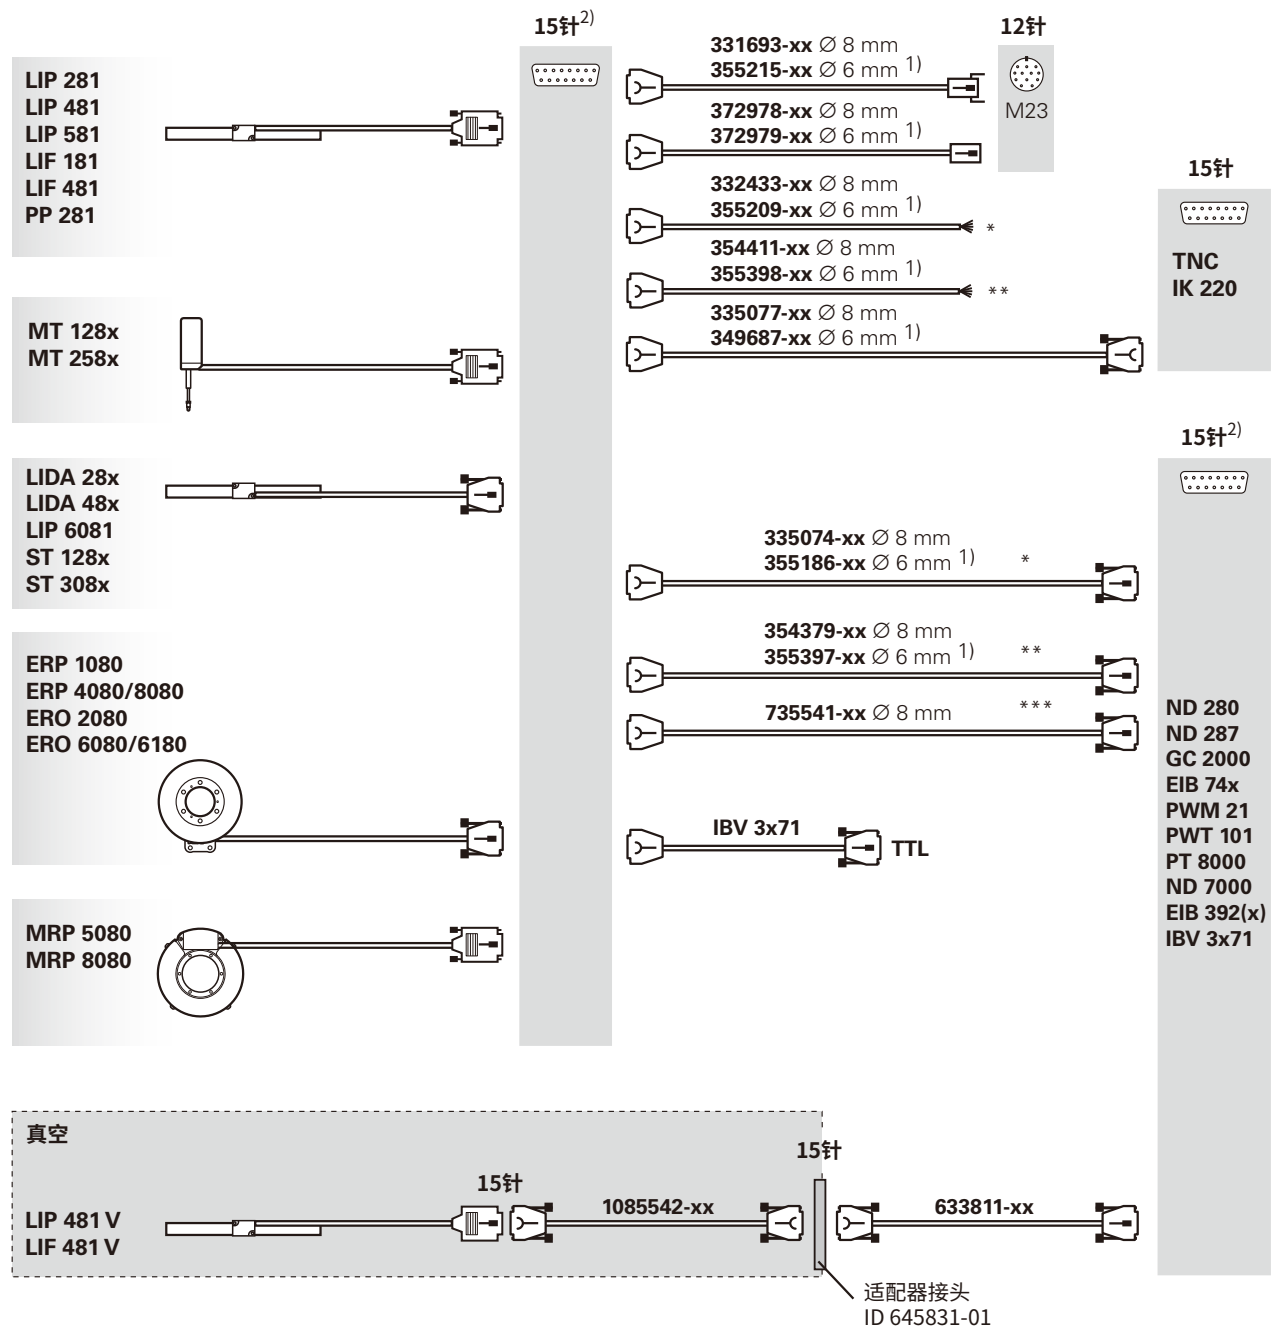 15针2)
12针
331693-xx Ø 8 mm
355215-xx Ø 6 mm 1)
M23
372978-xx Ø 8 mm
372979-xx Ø 6 mm 1)
332433-xx Ø 8 mm
355209-xx Ø 6 mm 1)
*
354411-xx Ø 8 mm
355398-xx Ø 6 mm 1)
**
335077-xx Ø 8 mm
349687-xx Ø 6 mm 1)
15针
TNC
IK 220
LIP 281
LIP 481
LIP 581
LIF 181
LIF 481
PP 281
MT 128x
MT 258x
LIDA 28x
LIDA 48x
LIP 6081
ST 128x
ST 308x
ERP 1080
ERP 4080/8080
ERO 2080
ERO 6080/6180
MRP 5080
MRP 8080
15针2)
335074-xx Ø 8 mm
355186-xx Ø 6 mm 1) *
354379-xx Ø 8 mm
355397-xx Ø 6 mm 1) **
735541-xx Ø 8 mm ***
IBV 3x71
TTL
ND 280
ND 287
GC 2000
EIB 74x
PWM 21
PWT 101
PT 8000
ND 7000
EIB 392(x)
IBV 3x71
真空
15针
15针
LIP 481 V
LIF 481 V
1085542-xx
633811-xx
适配器接头
ID 645831-01